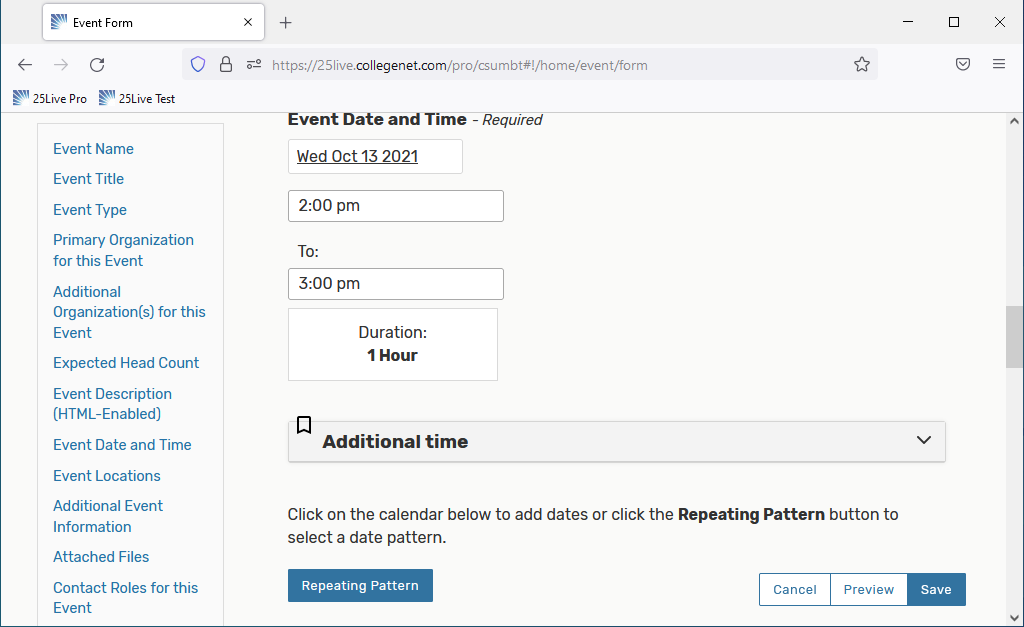 Event Form
https://25live.collegenet.com/pro/csumbt#!/home/event/form
25Live Pro
25Live Test
Event Name
Event Title
Event Type
Primary Organization
for this Event
Additional
Organization(s) for this
Event
Expected Head Count
Event Description
(HTML-Enabled)
Event Date and Time
Event Locations
Additional Event
Information
Attached Files
Contact Roles for this
Event
Event Date and Time - Required
Wed Oct 13 2021
2:00 pm
To:
3:00 pm
Duration:
1 Hour
Additional time
Click on the calendar below to add dates or click the Repeating Pattern button to
select a date pattern.
Repeating Pattern
Cancel
Preview
Save